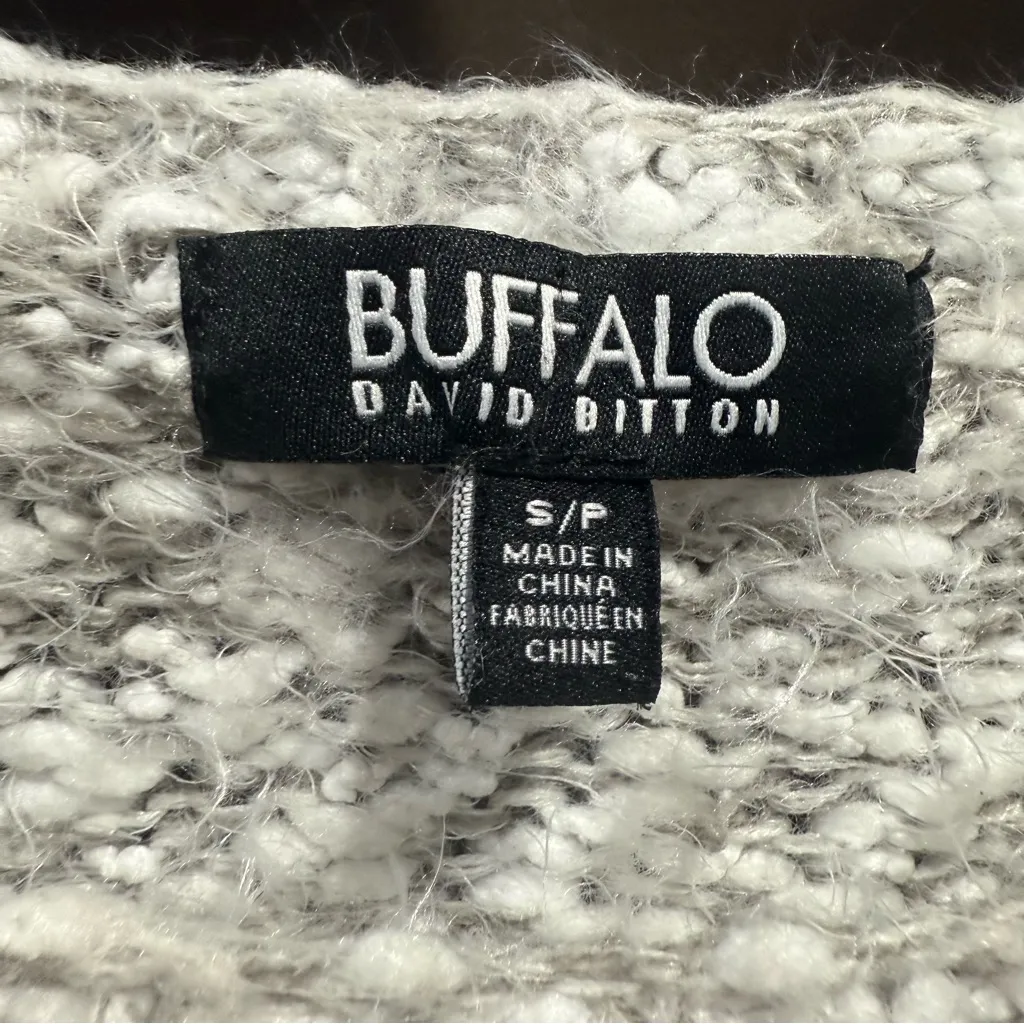 BUFFALO
DAVID BITTON
S/P
MADE IN
CHINA
FABRIQUÉ EN
CHINE